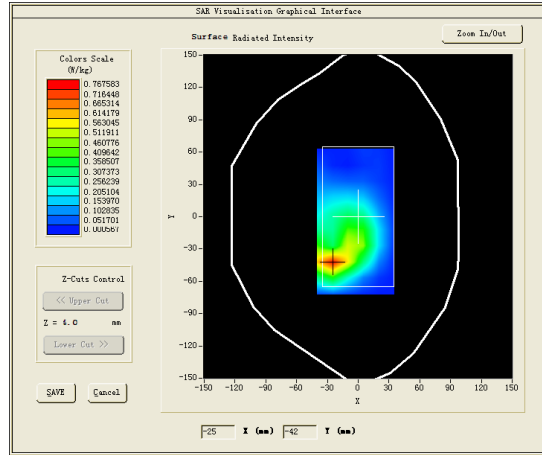 SAR Visualisation Graphical Interface
Surface Radiated Intensity
Zoom In/Out
Colors Scale
(W/kg)
0.767583
0.716448
0.665314
0.614179
0.563045
0.511911
0.460776
0.409642
0.358507
0.307373
0.256239
0.205104
0.153970
0.102835
0.051701
0.000567
150
120
90
60
30
0
-30
-60
-90
-120
-150
Y
-150 -120 -90 -60 -30 0 30 60 90 120 150
X
Z-Cuts Control
<< Upper Cut
Z = 4.0 mm
Lower Cut >>
SAVE Cancel
-25 X (mm) -42 Y (mm)